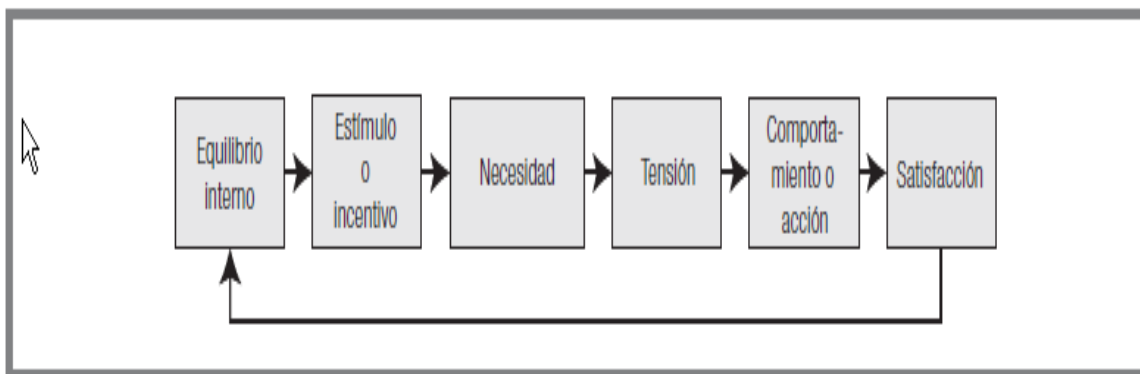 Equilibrio
interno
Estímulo
o
incentivo
Necesidad
Tensión
Comporta-
miento o
acción
Satisfacción